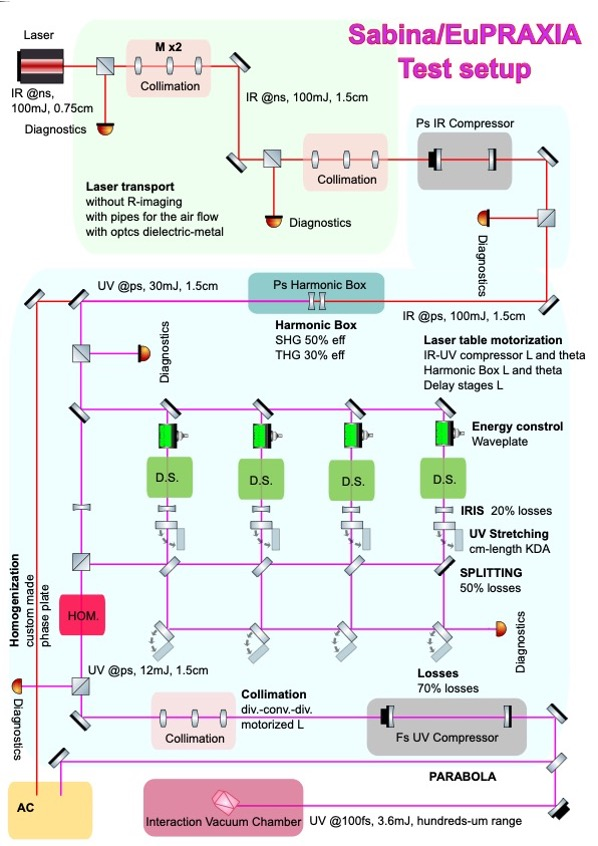 Sabina/EuPRAXIA
Test setup
Laser
M x2
Collimation
IR @ns,
100mJ, 0.75cm
Diagnostics
IR @ns, 100mJ, 1.5cm
Ps IR Compressor
Collimation
Laser transport
without R-imaging
with pipes for the air flow
with optcs dielectric-metal
Diagnostics
Diagnostics
UV @ps, 30mJ, 1.5cm
Ps Harmonic Box
IR @ps, 100mJ, 1.5cm
Harmonic Box
SHG 50% eff
THG 30% eff
Diagnostics
Laser table motorization
IR-UV compressor L and theta
Harmonic Box L and theta
Delay stages L
Energy constrol
Waveplate
D.S.
D.S.
D.S.
D.S.
IRIS 20% losses
UV Stretching
cm-length KDA
SPLITTING
50% losses
Homogenization
custom made
phase plate
HOM.
Diagnostics
UV @ps, 12mJ, 1.5cm
Losses
70% losses
Diagnostics
Collimation
div.-conv.-div.
motorized L
Collimation
Fs UV Compressor
PARABOLA
AC
Interaction Vacuum Chamber
UV @100fs, 3.6mJ, hundreds-um range